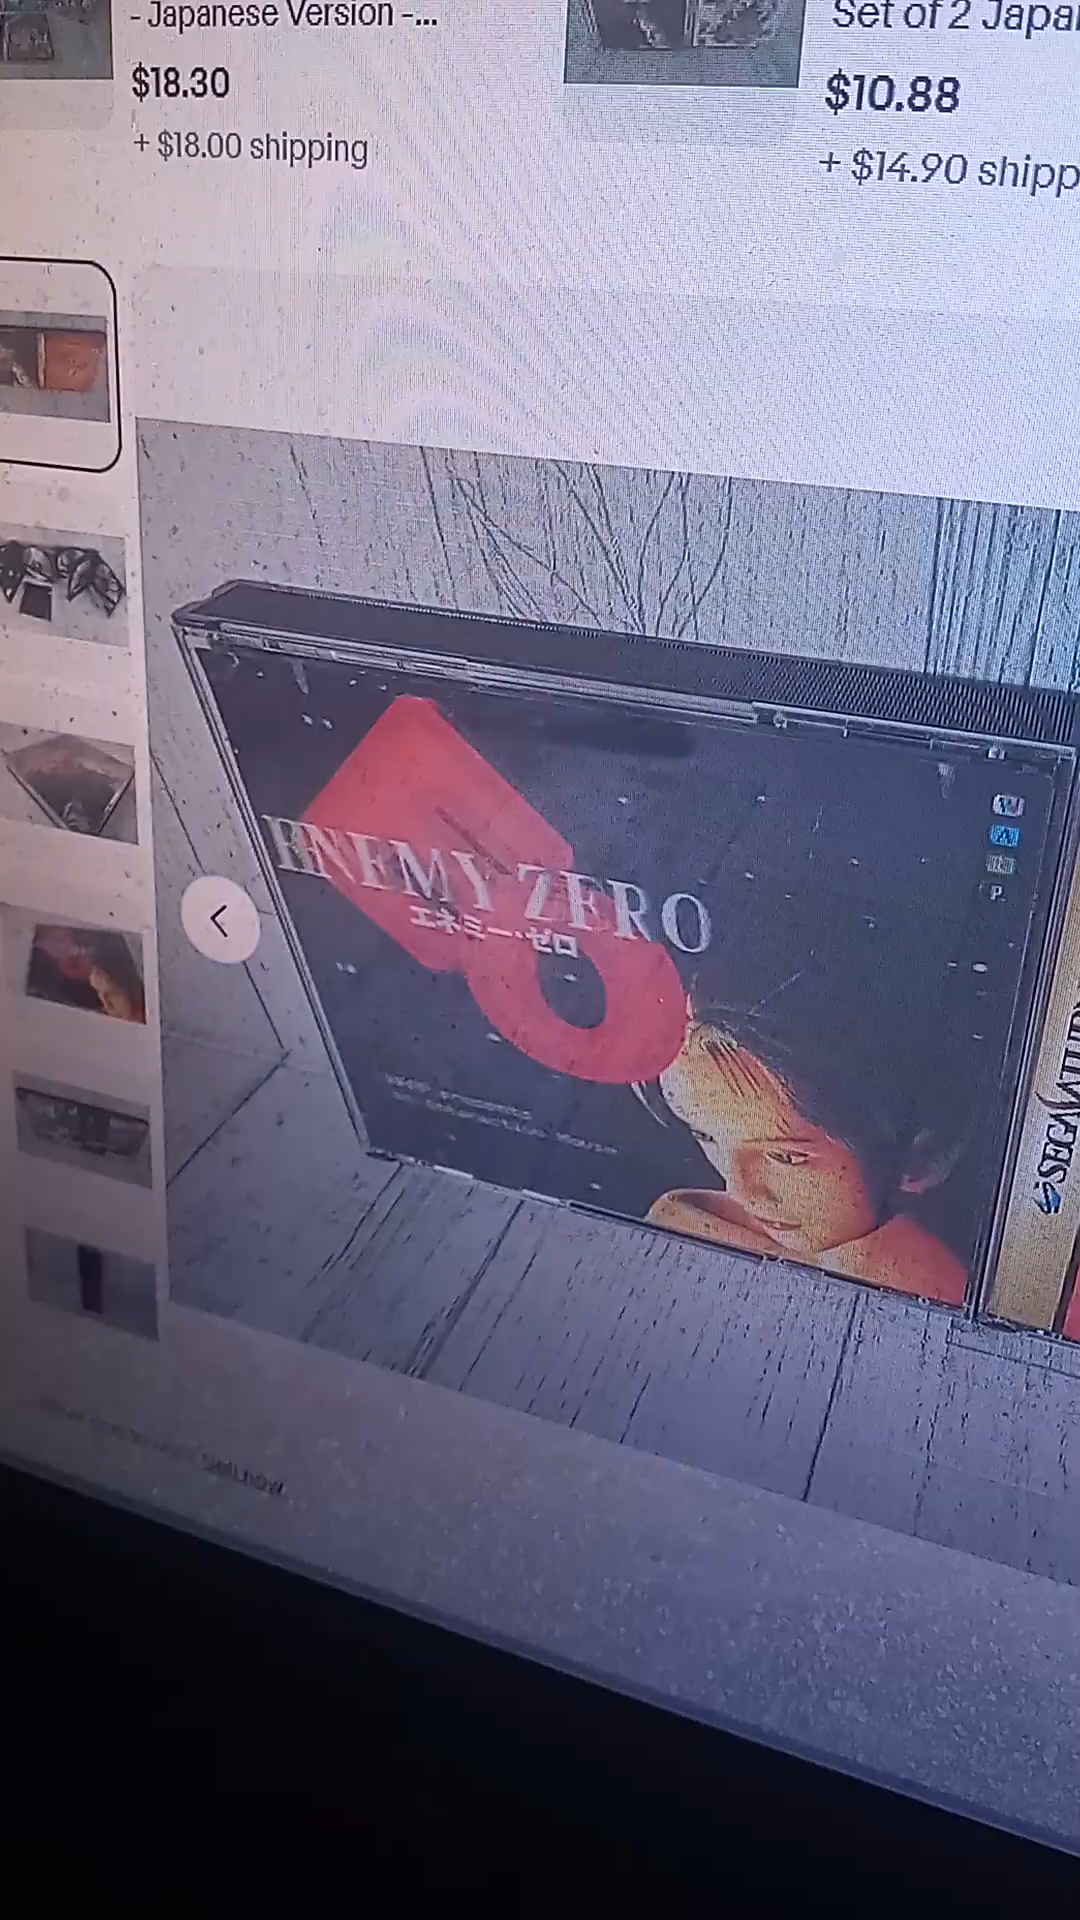 - Japanese Version -...
$18.30
+ $18.00 shipping
Set of 2 Japa
$10.88
+ $14.90 shipp
ENEMY ZERO
エネミー・ゼロ
P.
SEGA